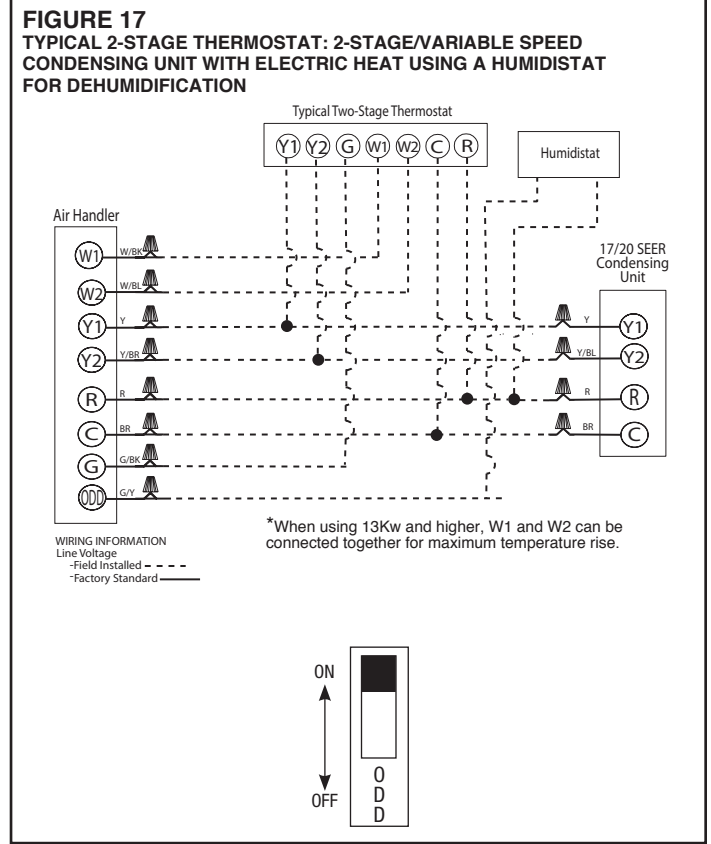 FIGURE 17
TYPICAL 2-STAGE THERMOSTAT: 2-STAGE/VARIABLE SPEED
CONDENSING UNIT WITH ELECTRIC HEAT USING A HUMIDISTAT
FOR DEHUMIDIFICATION
Typical Two-Stage Thermostat
Y1 Y2 G W1 W2 C R
Humidistat
Air Handler
17/20 SEER
Condensing
Unit
W1 W/BK
W2 W/BL
Y1 Y Y Y1
Y2 Y/BR Y/BL Y2
R R R R
C BR BR C
G G/BK
ODD G/Y
*When using 13Kw and higher, W1 and W2 can be
connected together for maximum temperature rise.
WIRING INFORMATION
Line Voltage
-Field Installed
-Factory Standard
ON
OFF
O
D
D